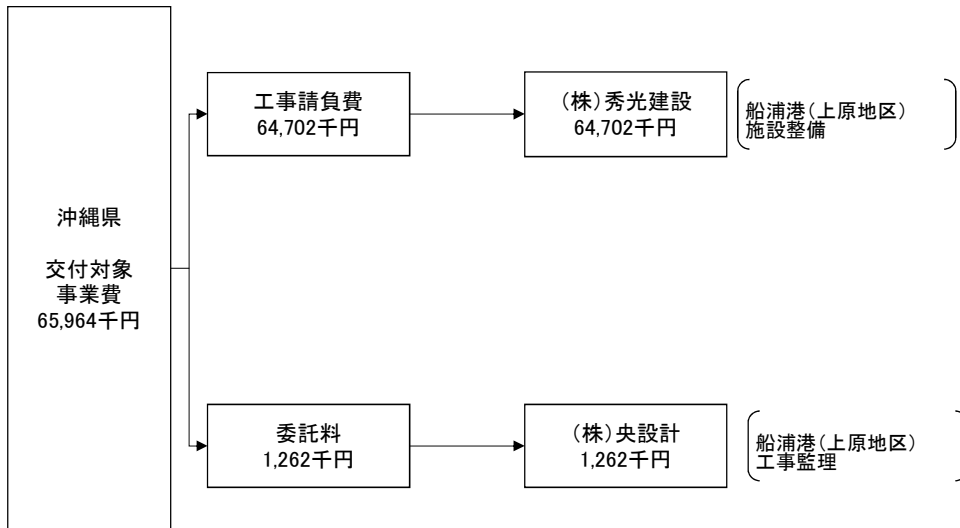 沖縄県
交付対象
事業費
65,964千円
工事請負費
64,702千円
(株)秀光建設
64,702千円
船浦港(上原地区)
施設整備
委託料
1,262千円
(株)央設計
1,262千円
船浦港(上原地区)
工事監理